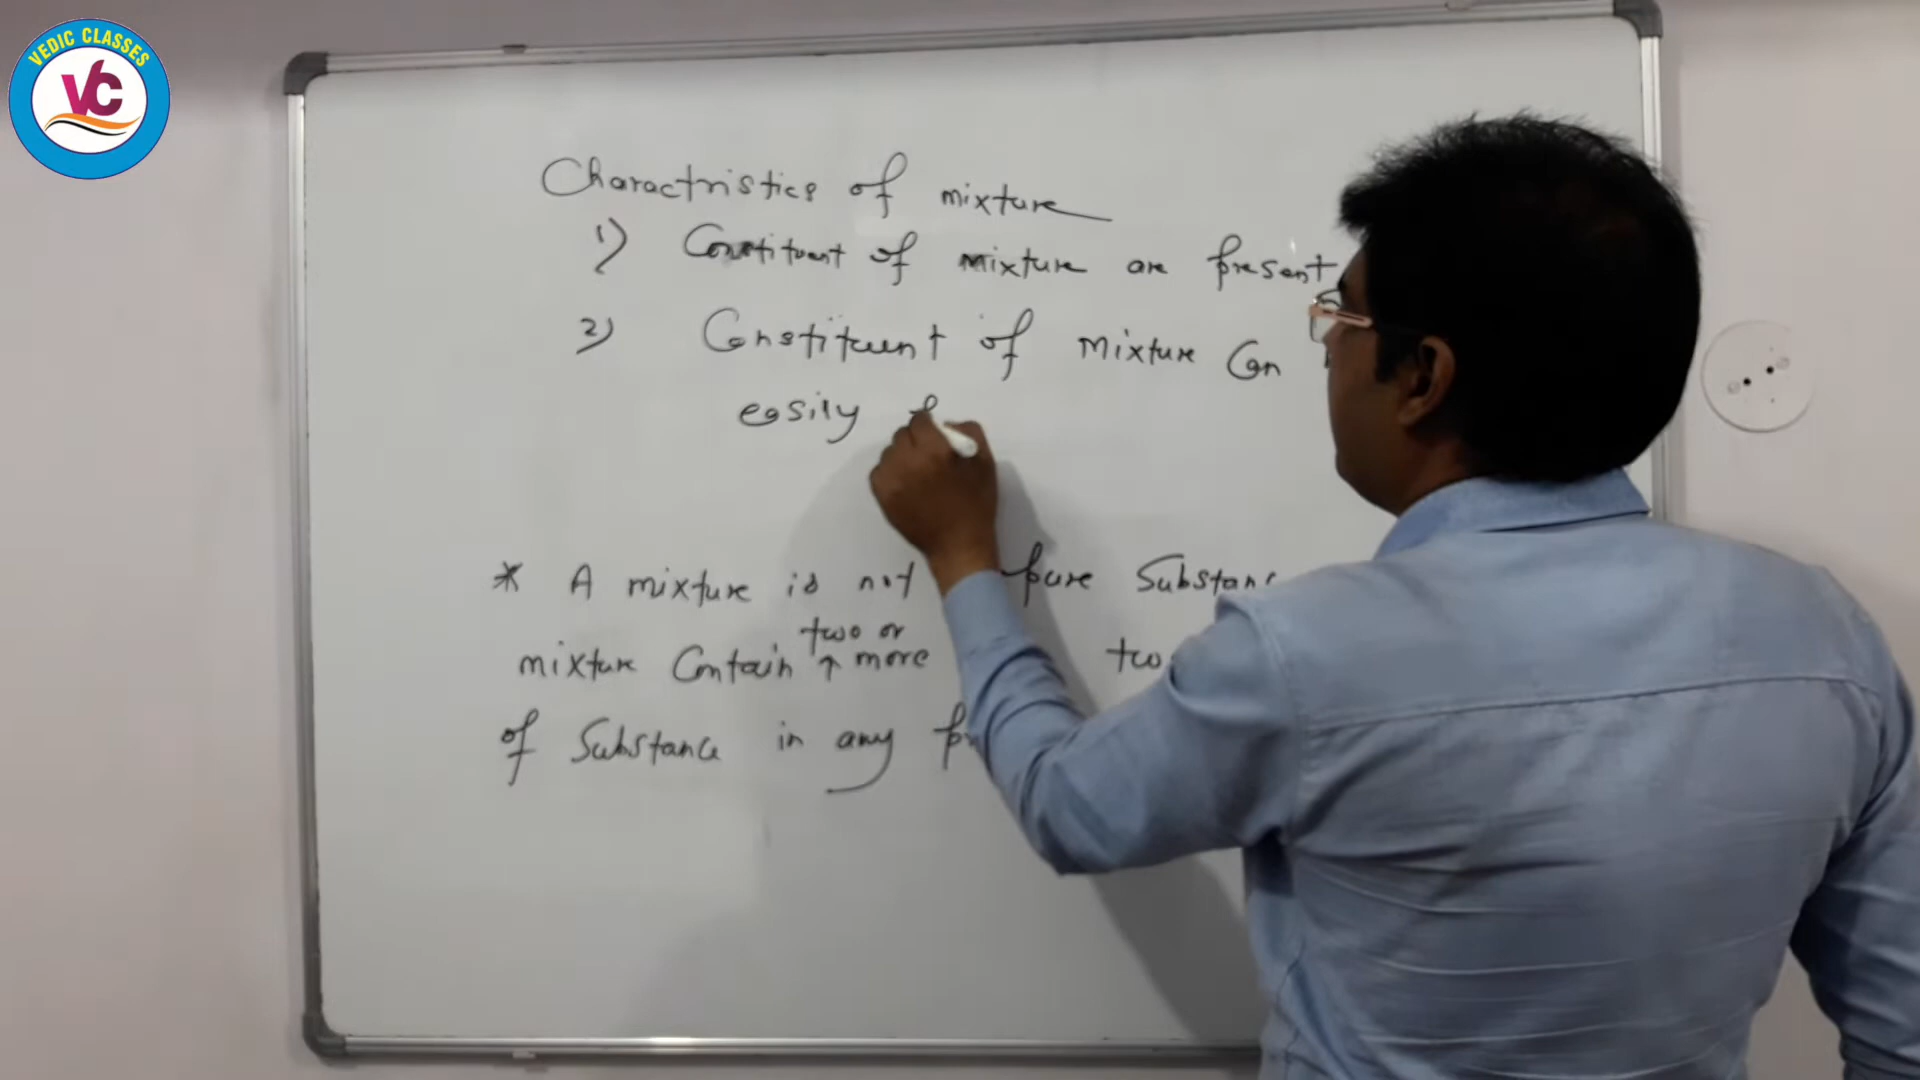 VEDIC CLASSES
VC
Charactristics of mixture
1) Constituent of mixture are present
2) Constituent of mixture Can
easily
* A mixture is not pure Substanc
mixture Contain two or more two
of Substance in any